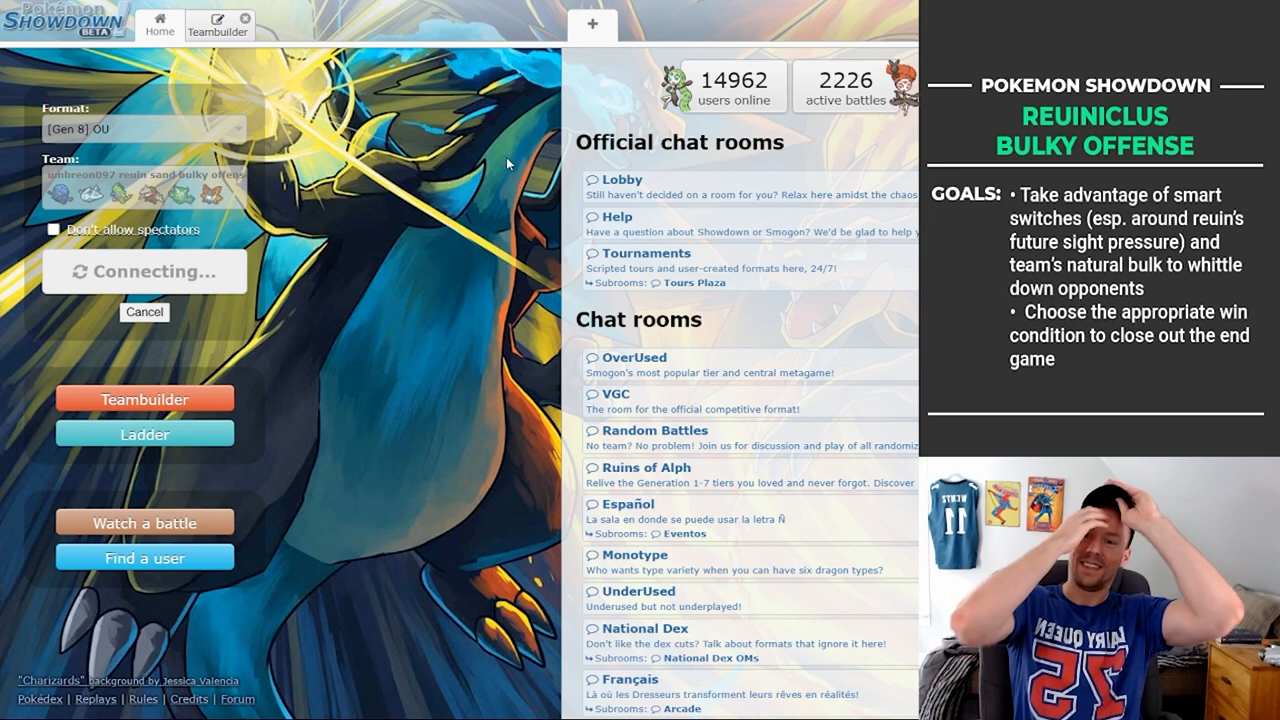 Pokémon
SHOWDOWN!
BETA
Home
Teambuilder
+
Format:
[Gen 8] OU
Team:
umbreon097 reuin sand bulky offens
Don't allow spectators
Connecting...
Cancel
Teambuilder
Ladder
Watch a battle
Find a user
"Charizards" background by Jessica Valencia
Pokédex | Replays | Rules | Credits | Forum
14962
users online
2226
active battles
Official chat rooms
Lobby
Still haven't decided on a room for you? Relax here amidst the chaos
Help
Have a question about Showdown or Smogon? We'd be glad to help y
Tournaments
Scripted tours and user-created formats here, 24/7!
Subrooms: Tours Plaza
Chat rooms
OverUsed
Smogon's most popular tier and central metagame!
VGC
The room for the official competitive format!
Random Battles
No team? No problem! Join us for discussion and play of all randomiz
Ruins of Alph
Relive the Generation 1-7 tiers you loved and never forgot. Discover
Español
La sala en donde se puede usar la letra Ñ
Subrooms: Eventos
Monotype
Who wants type variety when you can have six dragon types?
UnderUsed
Underused but not underplayed!
National Dex
Don't like the dex cuts? Talk about formats that ignore it here!
Subrooms: National Dex OMs
Français
Là où les Dresseurs transforment leurs rêves en réalités!
Subrooms: Arcade
POKEMON SHOWDOWN
REUINICLUS
BULKY OFFENSE
GOALS: • Take advantage of smart
switches (esp. around reuin's
future sight pressure) and
team's natural bulk to whittle
down opponents
• Choose the appropriate win
condition to close out the end
game
WENTZ
11
DAIRY QUEEN